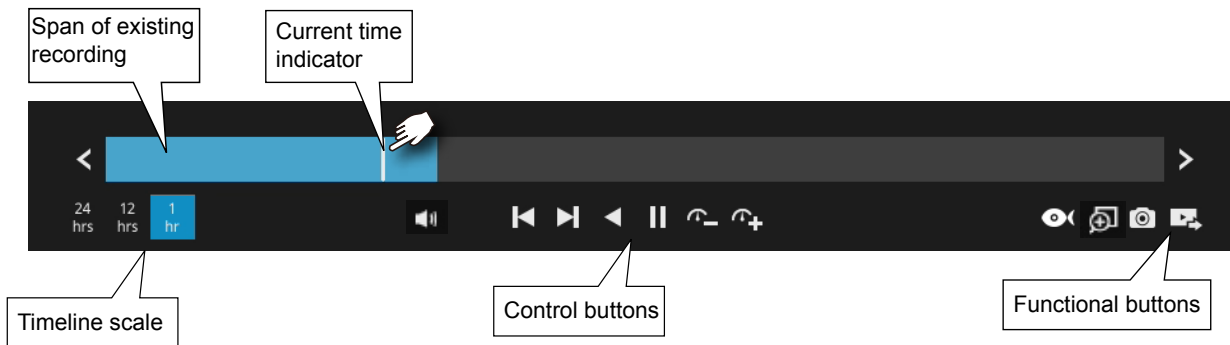 Span of existing
recording
Current time
indicator
24
hrs
12
hrs
1
hr
Timeline scale
Control buttons
Functional buttons